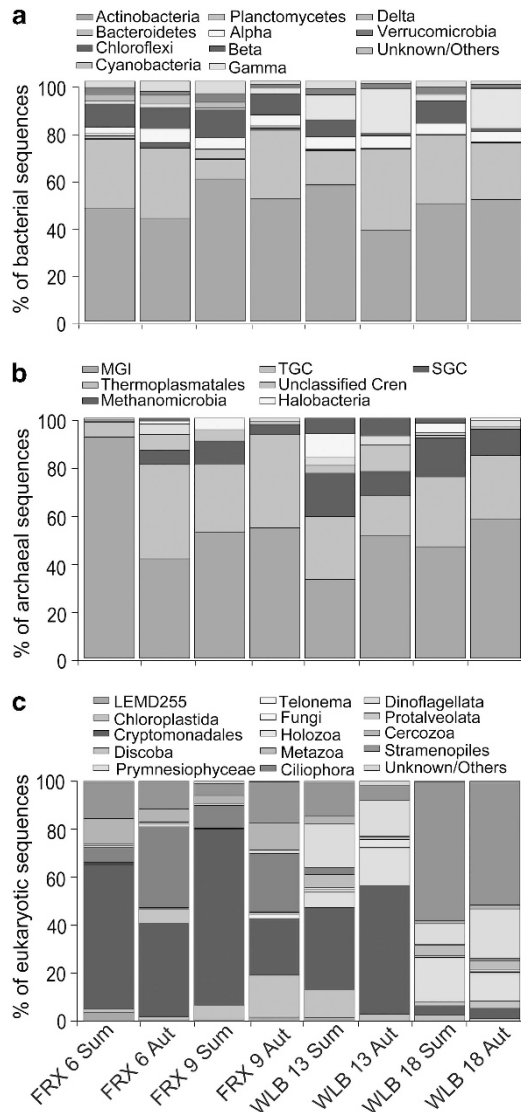 a
Actinobacteria Planctomycetes Delta
Bacteroidetes Alpha Verrucomicrobia
Chloroflexi Beta Unknown/Others
Cyanobacteria Gamma
% of bacterial sequences
100
80
60
40
20
0
b
MGI TGC SGC
Thermoplasmatales Unclassified Cren
Methanomicrobia Halobacteria
% of archaeal sequences
100
80
60
40
20
0
c
LEMD255 Telonema Dinoflagellata
Chloroplastida Fungi Protalveolata
Cryptomonadales Holozoa Cercozoa
Discoba Metazoa Stramenopiles
Prymnesiophyceae Ciliophora Unknown/Others
% of eukaryotic sequences
100
80
60
40
20
0
FRX 6 Sum
FRX 6 Aut
FRX 9 Sum
FRX 9 Aut
WLB 13 Sum
WLB 13 Aut
WLB 18 Sum
WLB 18 Aut